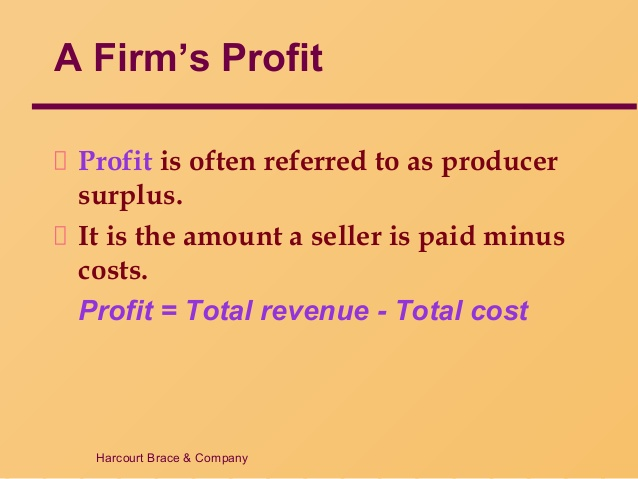 A Firm’s Profit
Profit is often referred to as producer
surplus.
It is the amount a seller is paid minus
costs.
Profit = Total revenue - Total cost
Harcourt Brace & Company